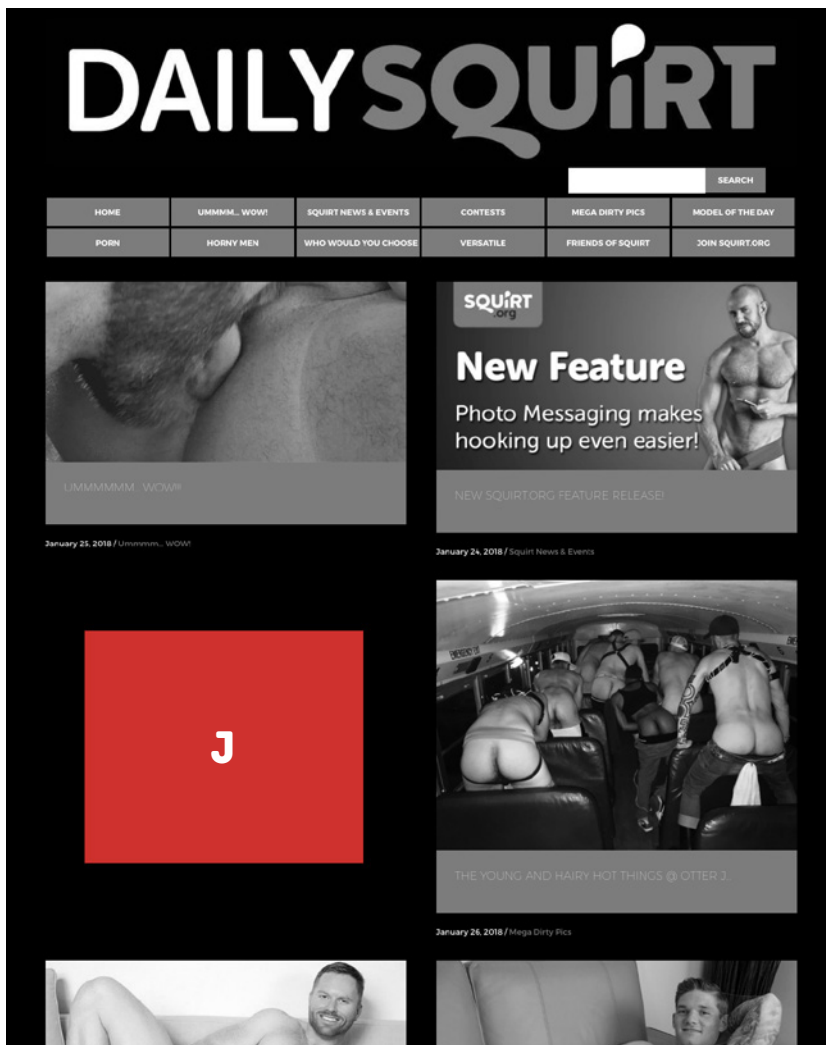 DAILYSQUIRT
SEARCH
HOME
UMMMM... WOW!
SQUIRT NEWS & EVENTS
CONTESTS
MEGA DIRTY PICS
MODEL OF THE DAY
PORN
HORNY MEN
WHO WOULD YOU CHOOSE
VERSATILE
FRIENDS OF SQUIRT
JOIN SQUIRT.ORG
UMMMMMM... WOW!!!
January 25, 2018 / Ummmm... WOW!
SQUIRT
.org
New Feature
Photo Messaging makes
hooking up even easier!
NEW SQUIRT.ORG FEATURE RELEASE!
January 24, 2018 / Squirt News & Events
J
EMERGENCY EXIT
THE YOUNG AND HAIRY HOT THINGS @ OTTER J...
January 26, 2018 / Mega Dirty Pics